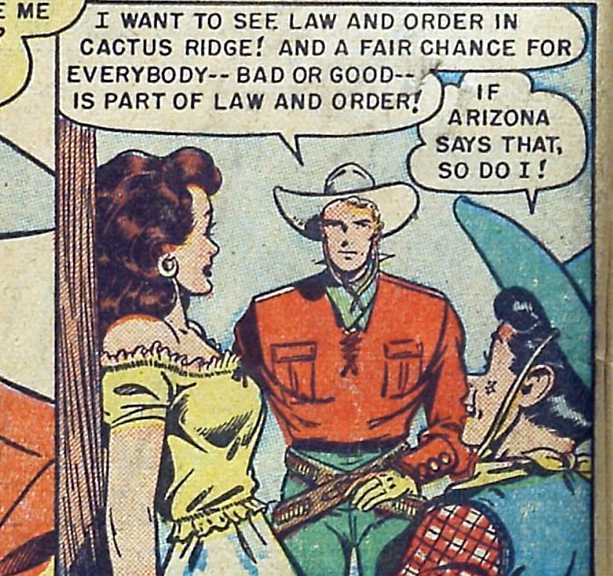 E ME
I WANT TO SEE LAW AND ORDER IN
CACTUS RIDGE! AND A FAIR CHANCE FOR
EVERYBODY-- BAD OR GOOD--
IS PART OF LAW AND ORDER!
IF
ARIZONA
SAYS THAT,
SO DO I!